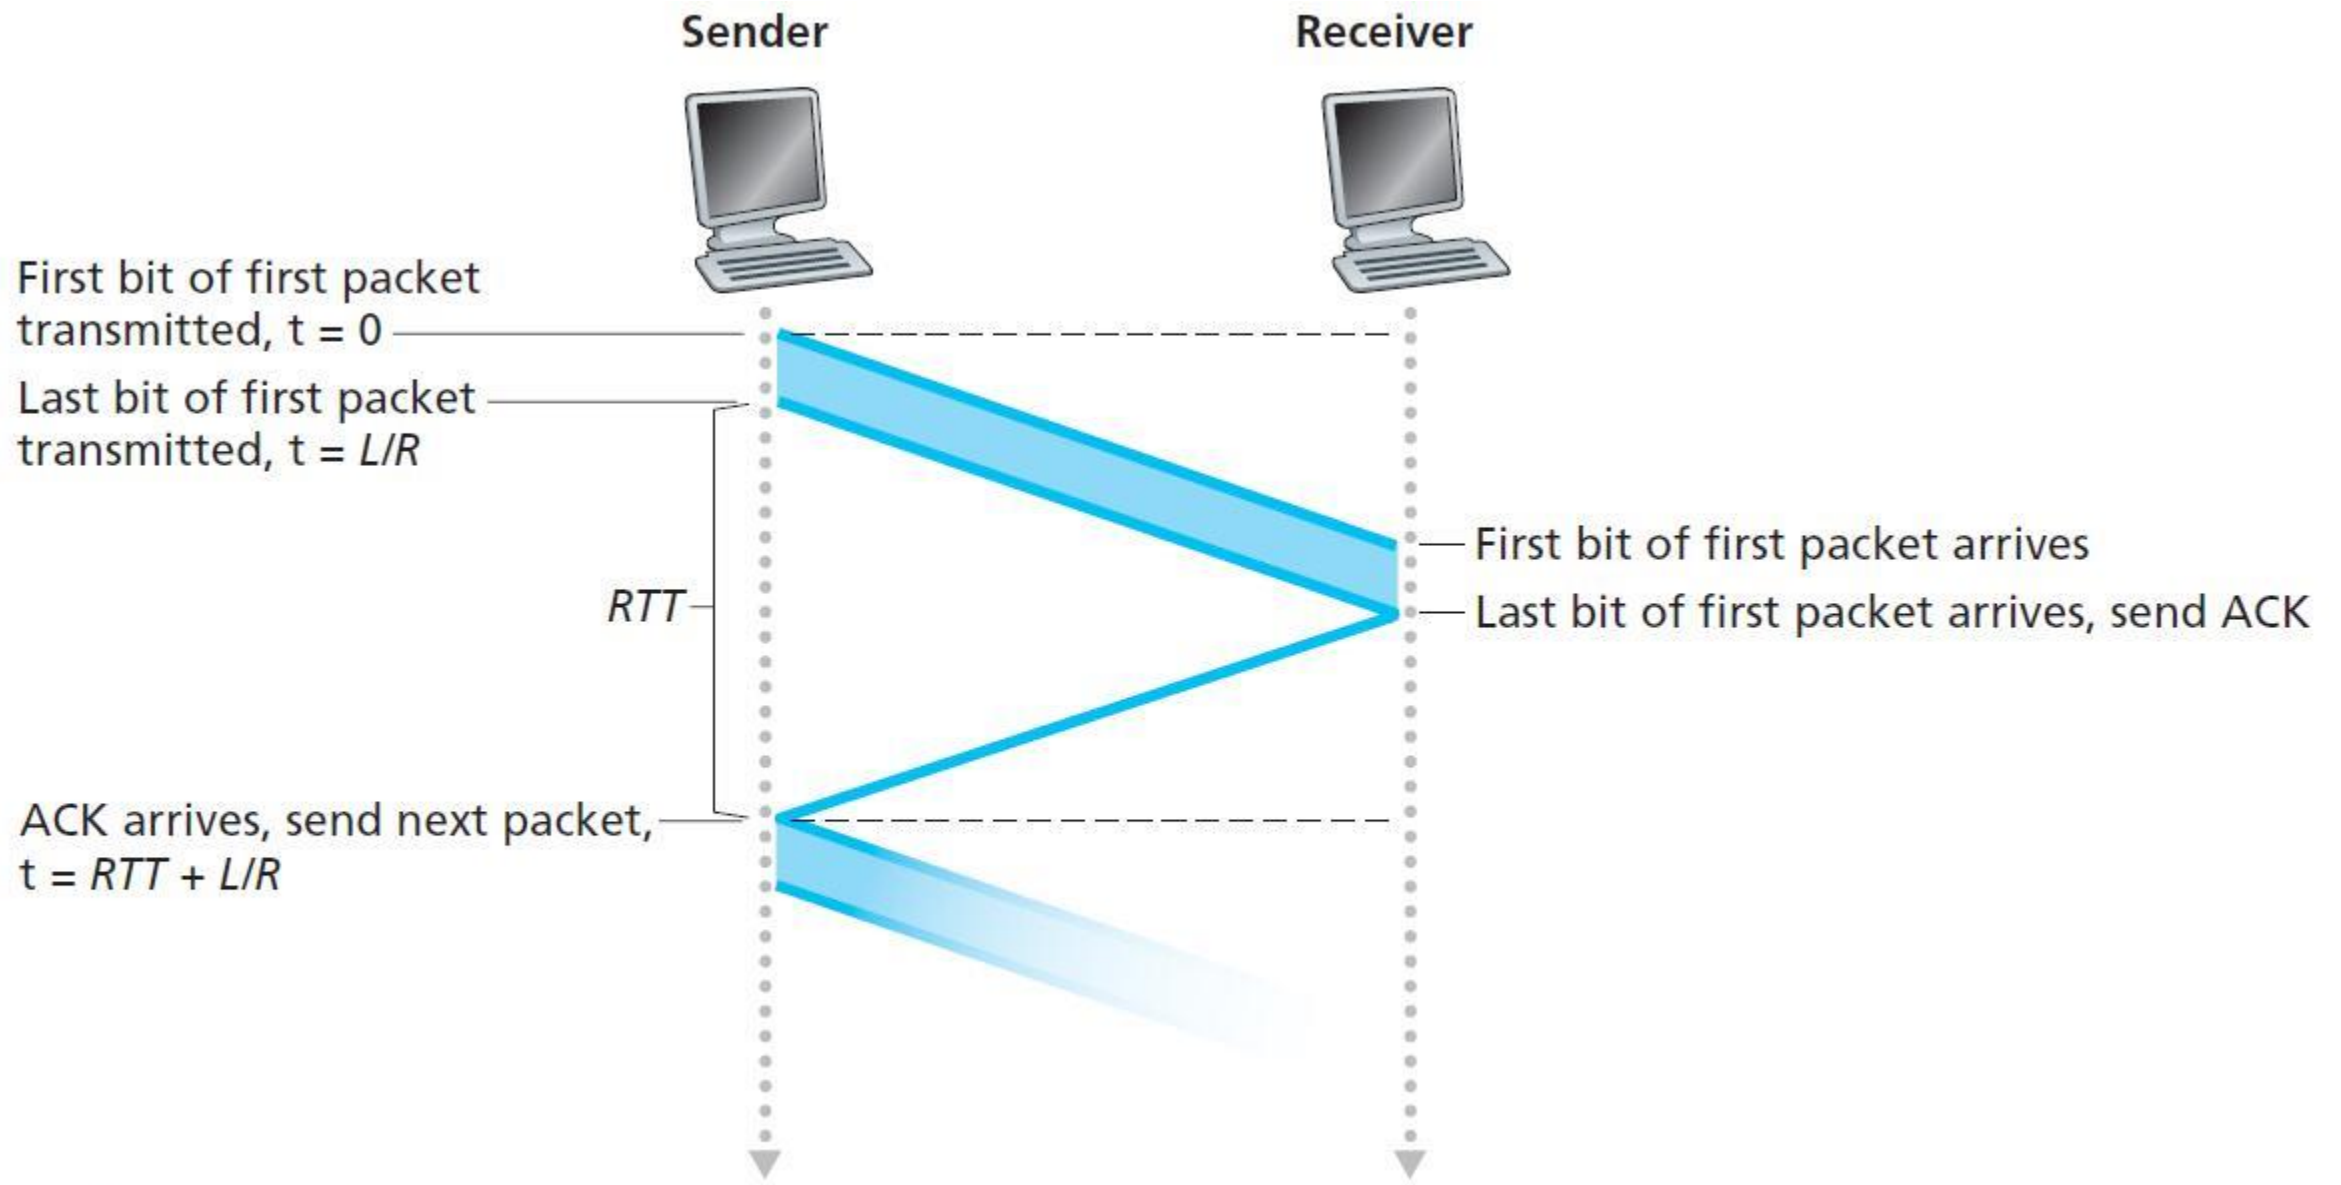 Sender
Receiver
First bit of first packet
transmitted, t = 0
Last bit of first packet
transmitted, t = L/R
First bit of first packet arrives
RTT
Last bit of first packet arrives, send ACK
ACK arrives, send next packet,
t = RTT + L/R